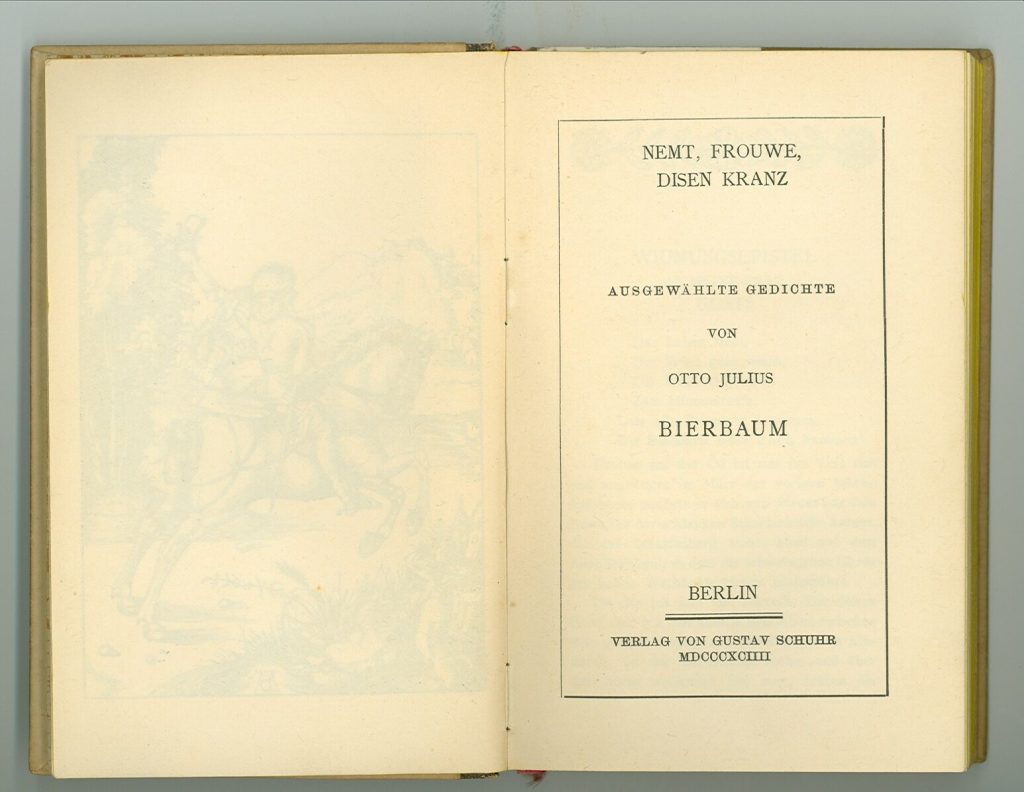 NEMT, FROUWE,
DISEN KRANZ
AUSGEWÄHLTE GEDICHTE
VON
OTTO JULIUS
BIERBAUM
BERLIN
VERLAG VON GUSTAV SCHUHR
MDCCCXCIIII